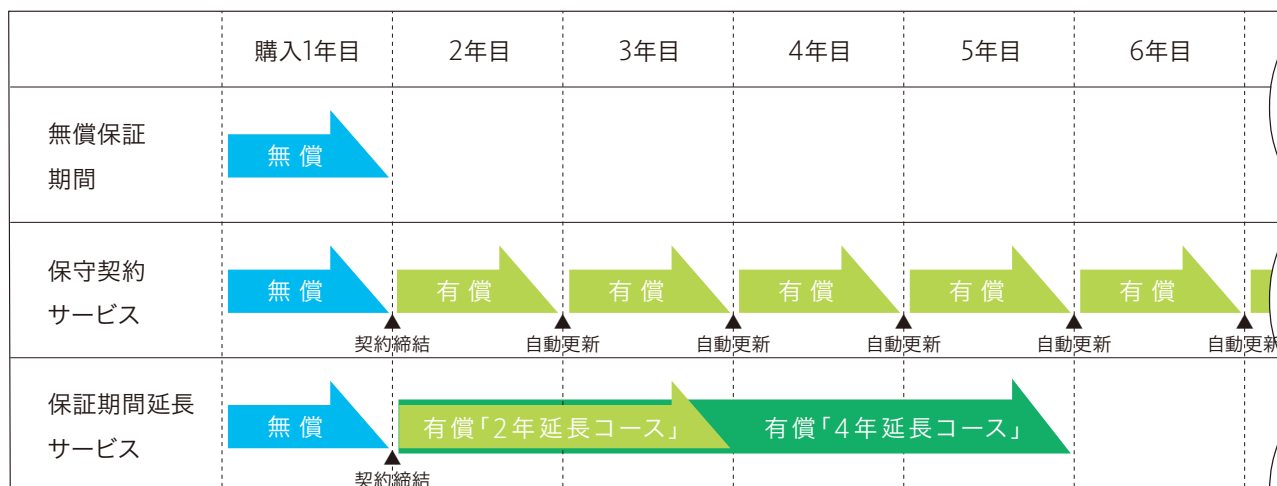 購入1年目 2年目 3年目 4年目 5年目 6年目
無償保証
期間
無償
保守契約
サービス
無償 有償 有償 有償 有償 有償
契約締結 自動更新 自動更新 自動更新 自動更新 自動更新
保証期間延長
サービス
無償 有償「2年延長コース」 有償「4年延長コース」
契約締結